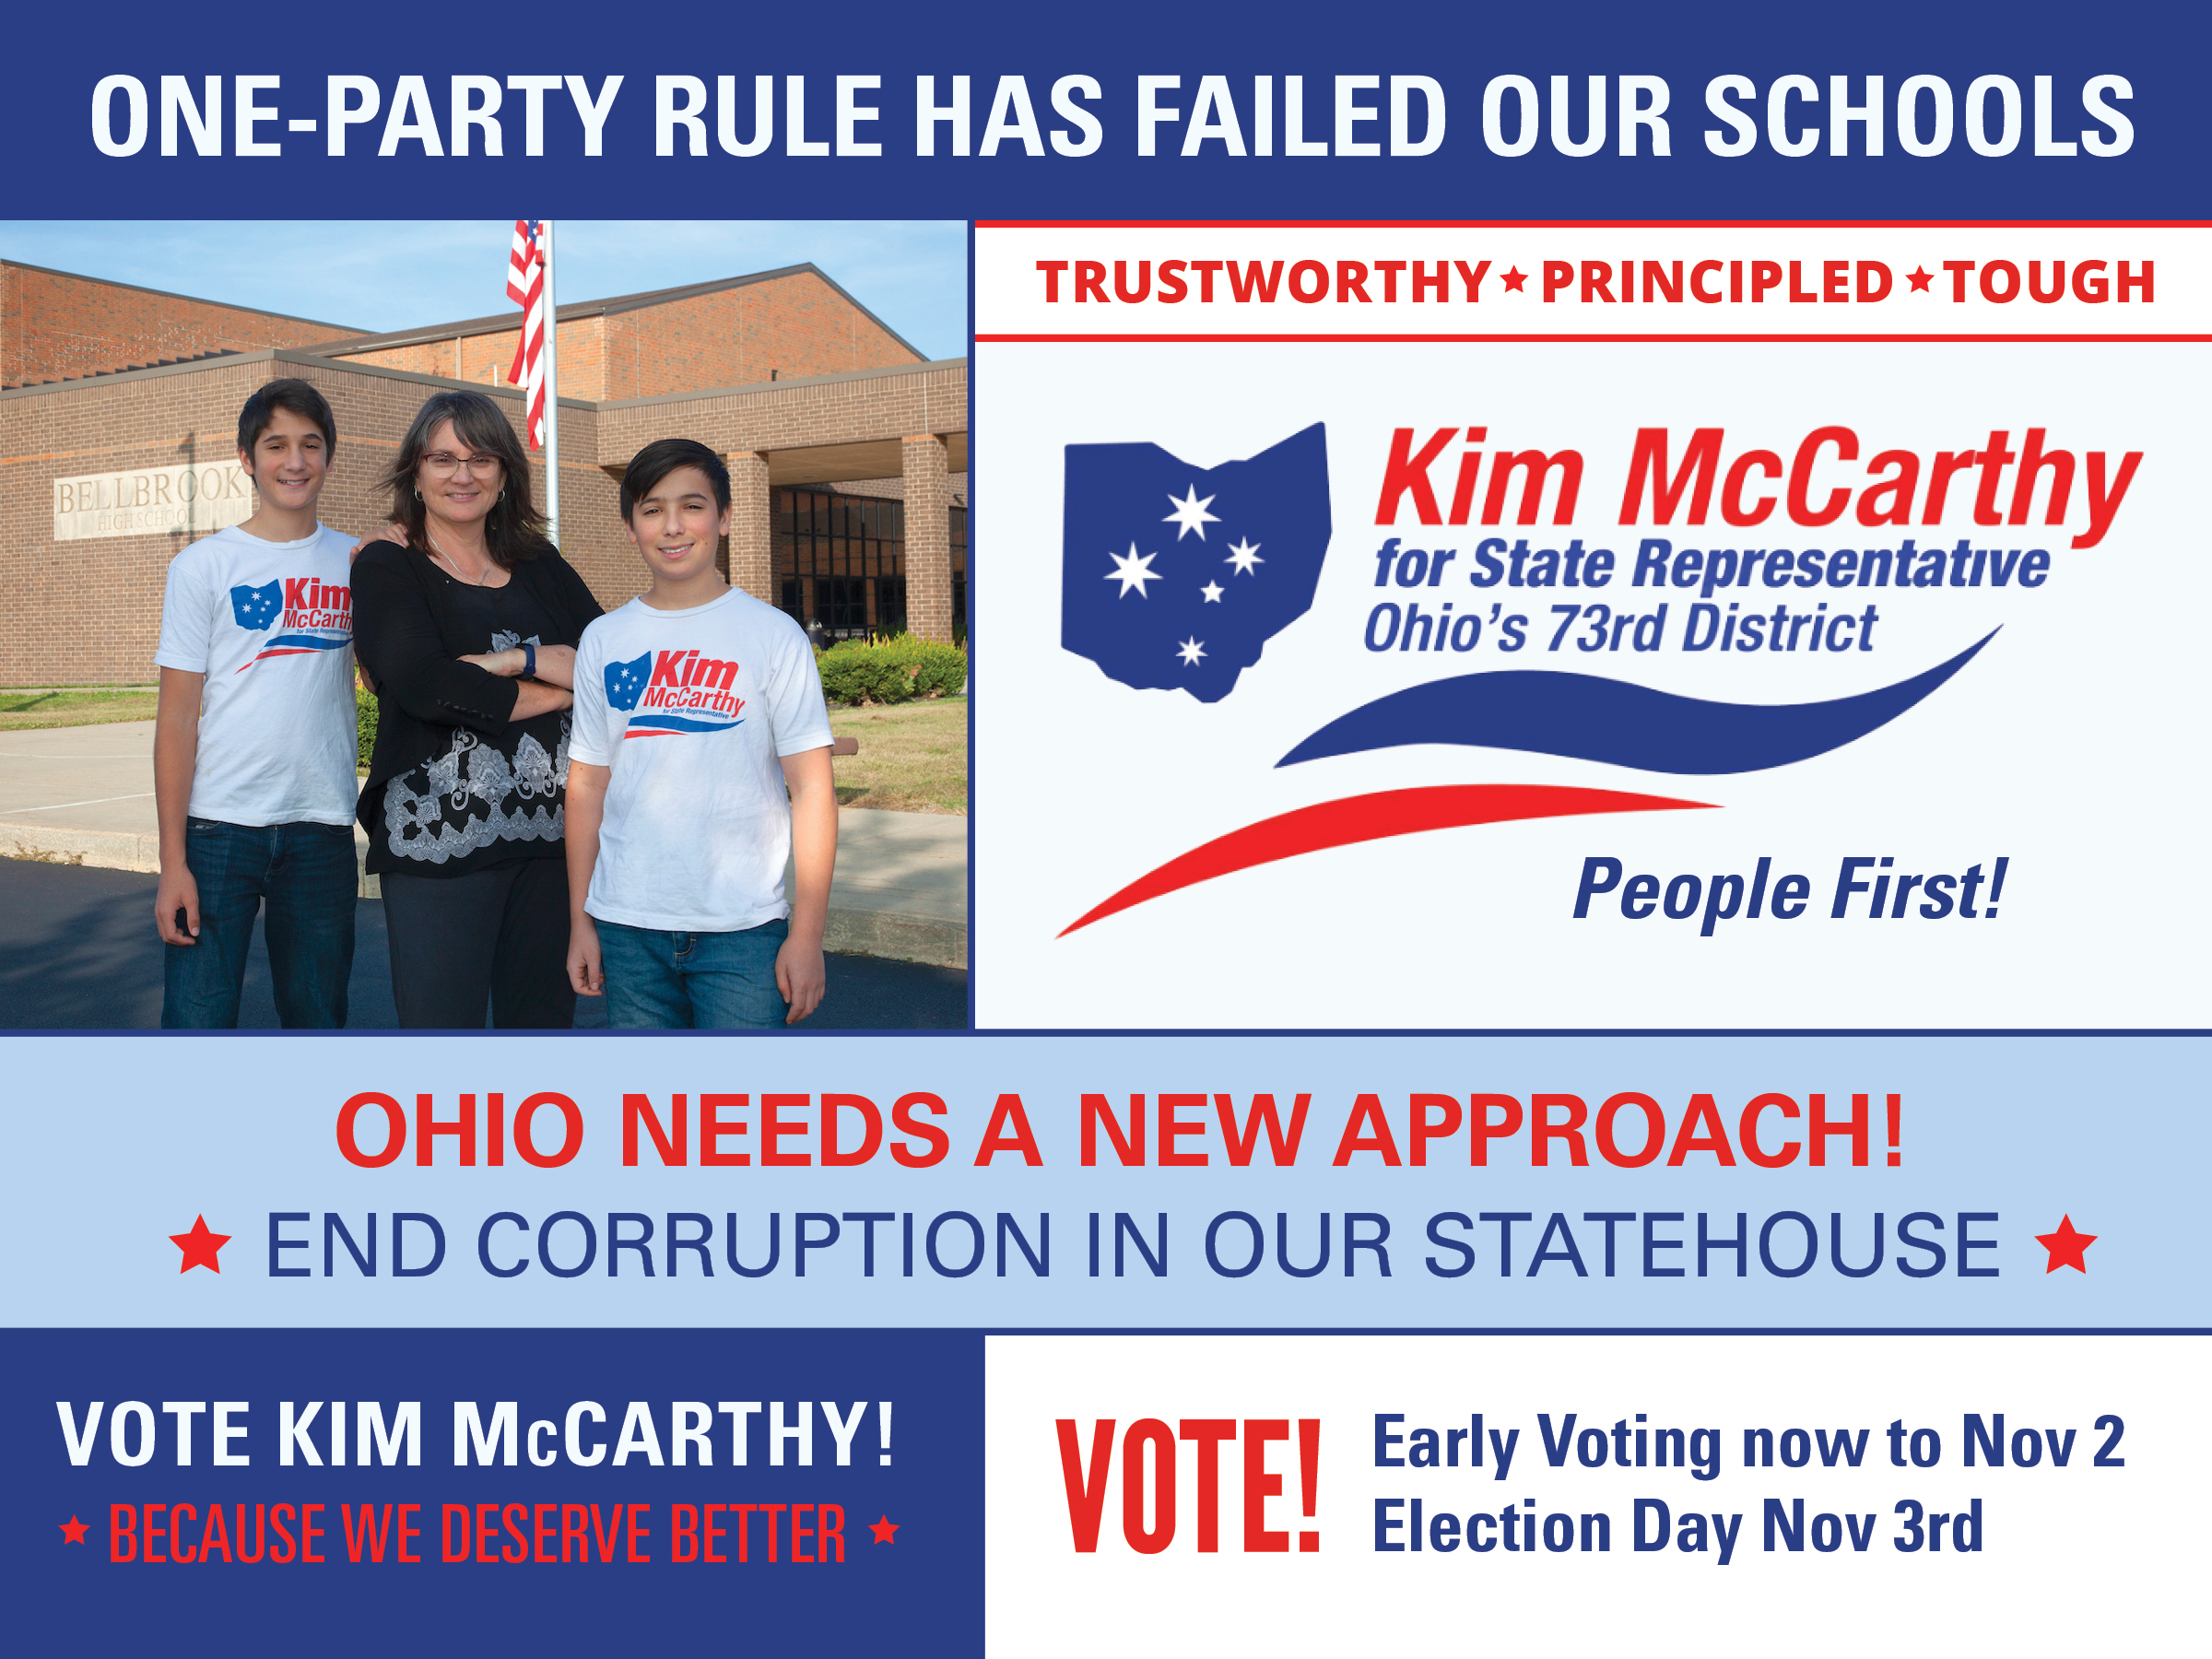 ONE-PARTY RULE HAS FAILED OUR SCHOOLS
TRUSTWORTHY★PRINCIPLED★TOUGH
BELLBROOK
HIGH SCHOOL
Kim
McCarth
for State Representative
Kim
McCarthy
for State Representative
Kim McCarthy
for State Representative
Ohio's 73rd District
People First!
OHIO NEEDS A NEW APPROACH!
★ END CORRUPTION IN OUR STATEHOUSE ★
VOTE KIM McCARTHY!
★ BECAUSE WE DESERVE BETTER ★
VOTE!
Early Voting now to Nov 2
Election Day Nov 3rd